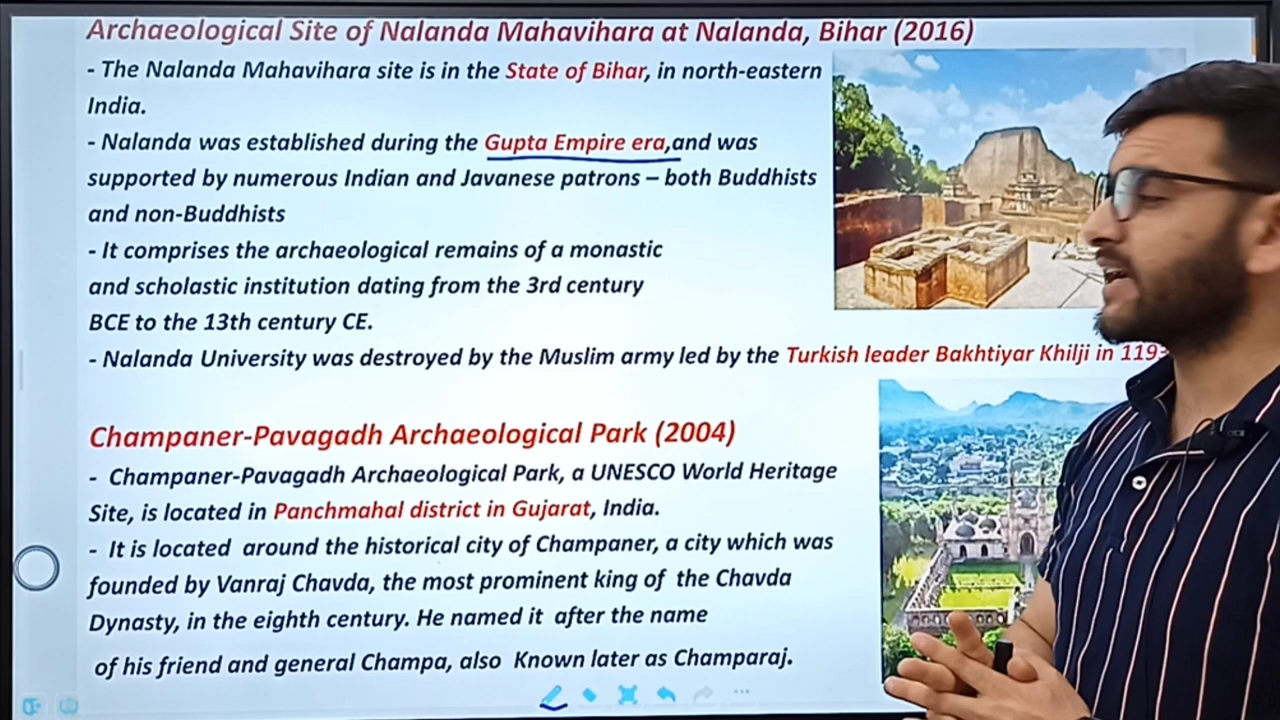 Archaeological Site of Nalanda Mahavihara at Nalanda, Bihar (2016)
- The Nalanda Mahavihara site is in the State of Bihar, in north-eastern
India.
- Nalanda was established during the Gupta Empire era,and was
supported by numerous Indian and Javanese patrons – both Buddhists
and non-Buddhists
- It comprises the archaeological remains of a monastic
and scholastic institution dating from the 3rd century
BCE to the 13th century CE.
- Nalanda University was destroyed by the Muslim army led by the Turkish leader Bakhtiyar Khilji in
Champaner-Pavagadh Archaeological Park (2004)
- Champaner-Pavagadh Archaeological Park, a UNESCO World Heritage
Site, is located in Panchmahal district in Gujarat, India.
- It is located around the historical city of Champaner, a city which was
founded by Vanraj Chavda, the most prominent king of the Chavda
Dynasty, in the eighth century. He named it after the name
of his friend and general Champa, also Known later as Champaraj.